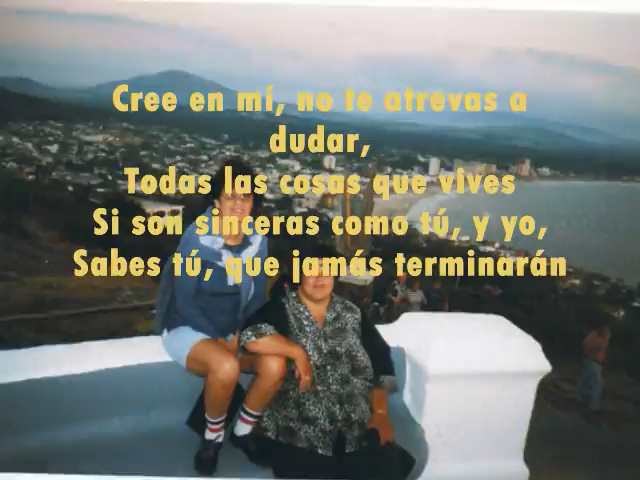 Cree en mí, no te atrevas a
dudar,
Todas las cosas que vives
Si son sinceras como tú, y yo,
Sabes tú, que jamás terminarán